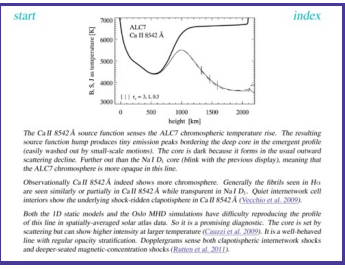 start
index
7000
6000
5000
4000
3000
B, S, J as temperature [K]
ALC7
Ca II 8542 Å
| | | τν = 3, 1, 0.3
0 500 1000 1500 2000
height [km]
The Ca II 8542 Å source function senses the ALC7 chromospheric temperature rise. The resulting
source function hump produces tiny emission peaks bordering the deep core in the emergent profile
(easily washed out by small-scale motions). The core is dark because it forms in the usual outward
scattering decline. Further out than the Na I D1 core (blink with the previous display), meaning that
the ALC7 chromosphere is more opaque in this line.
Observationally Ca II 8542 Å indeed shows more chromosphere. Generally the fibrils seen in Hα
are seen similarly or partially in Ca II 8542 Å while transparent in Na I D1. Quiet internetwork cell
interiors show the underlying shock-ridden clapotisphere in Ca II 8542 Å (Vecchio et al. 2009).
Both the 1D static models and the Oslo MHD simulations have difficulty reproducing the profile
of this line in spatially-averaged solar atlas data. So it is a promising diagnostic. The core is set by
scattering but can show higher intensity at larger temperature (Cauzzi et al. 2009). It is a well-behaved
line with regular opacity stratification. Dopplergrams sense both clapotispheric internetwork shocks
and deeper-seated magnetic-concentration shocks (Rutten et al. 2011).